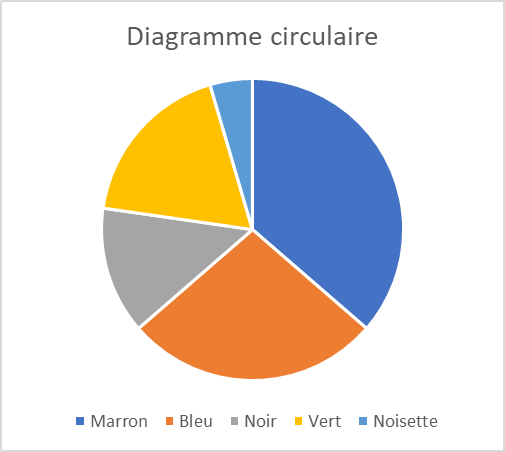 Diagramme circulaire
Marron Bleu Noir Vert Noisette